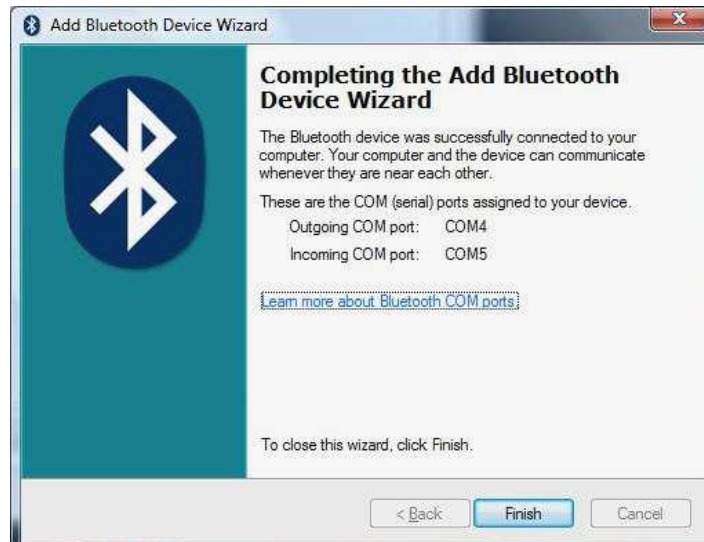 Add Bluetooth Device Wizard
Completing the Add Bluetooth
Device Wizard
The Bluetooth device was successfully connected to your
computer. Your computer and the device can communicate
whenever they are near each other.
These are the COM (serial) ports assigned to your device.
Outgoing COM port: COM4
Incoming COM port: COM5
Learn more about Bluetooth COM ports
To close this wizard, click Finish.
< Back Finish Cancel